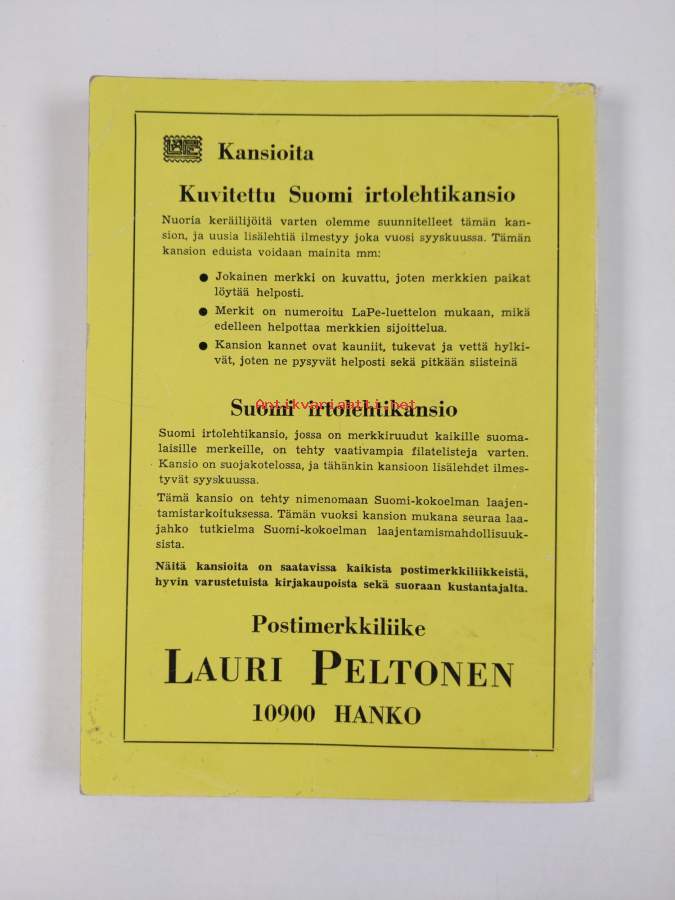 LAPE Kansioita
Kuvitettu Suomi irtolehtikansio
Nuoria keräilijöitä varten olemme suunnitelleet tämän kan-
sion, ja uusia lisälehtiä ilmestyy joka vuosi syyskuussa. Tämän
kansion eduista voidaan mainita mm:
● Jokainen merkki on kuvattu, joten merkkien paikat
löytää helposti.
● Merkit on numeroitu LaPe-luettelon mukaan, mikä
edelleen helpottaa merkkien sijoittelua.
● Kansion kannet ovat kauniit, tukevat ja vettä hylki-
vät, joten ne pysyvät helposti sekä pitkään siisteinä
Antikvariaatti.net
Suomi irtolehtikansio
Suomi irtolehtikansio, jossa on merkkiruudut kaikille suoma-
laisille merkeille, on tehty vaativampia filatelisteja varten.
Kansio on suojakotelossa, ja tähänkin kansioon lisälehdet ilmes-
tyvät syyskuussa.
Tämä kansio on tehty nimenomaan Suomi-kokoelman laajen-
tamistarkoituksessa. Tämän vuoksi kansion mukana seuraa laa-
jahko tutkielma Suomi-kokoelman laajentamismahdollisuuk-
sista.
Näitä kansioita on saatavissa kaikista postimerkkiliikkeistä,
hyvin varustetuista kirjakaupoista sekä suoraan kustantajalta.
Postimerkkiliike
LAURI PELTONEN
10900 HANKO